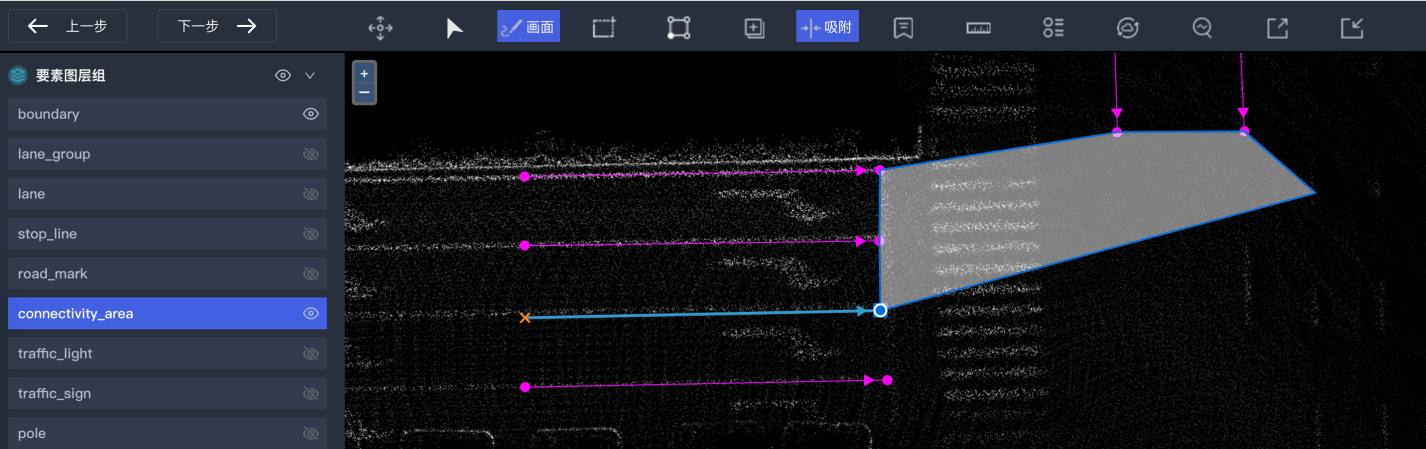 上一步
下一步
画面
吸附
要素图层组
boundary
lane_group
lane
stop_line
road_mark
connectivity_area
traffic_light
traffic_sign
pole
+
−